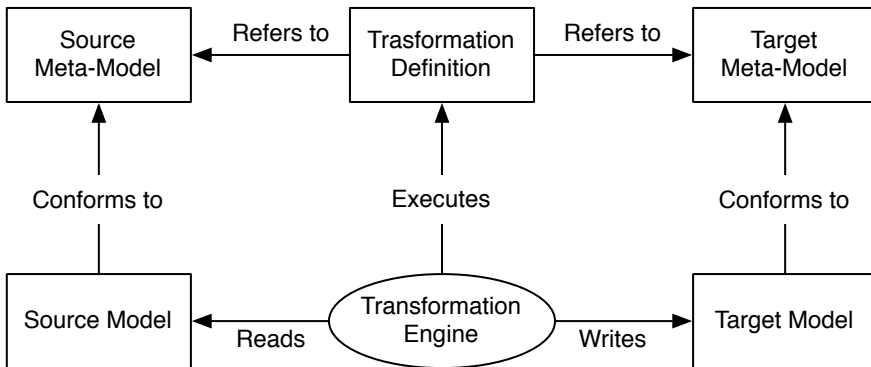 Source
Meta-Model
Refers to
Trasformation
Definition
Refers to
Target
Meta-Model
Conforms to
Executes
Conforms to
Source Model
Reads
Transformation
Engine
Writes
Target Model